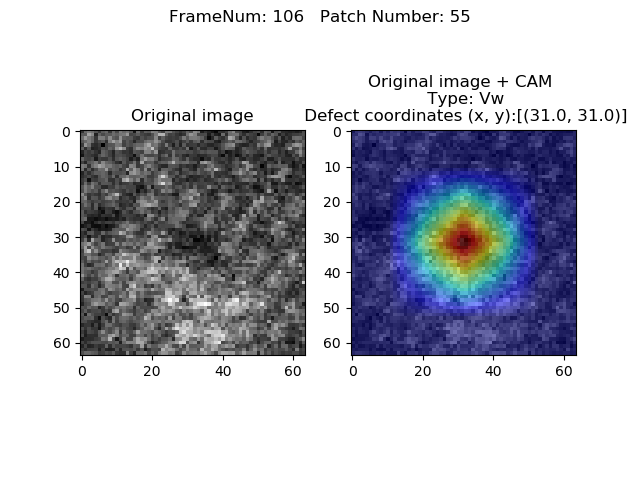 FrameNum: 106   Patch Number: 55
Original image
0
10
20
30
40
50
60
0 20 40 60
Original image + CAM
Type: Vw
Defect coordinates (x, y):[(31.0, 31.0)]
0
10
20
30
40
50
60
0 20 40 60